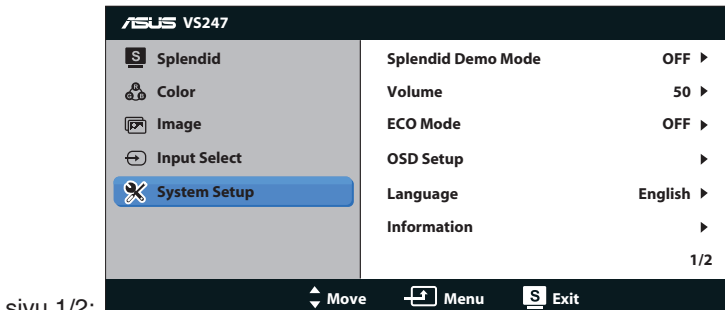 ASUS VS247
Splendid
Color
Image
Input Select
System Setup
Splendid Demo Mode OFF
Volume 50
ECO Mode OFF
OSD Setup
Language English
Information
1/2
sivu 1/2:
Move Menu S Exit